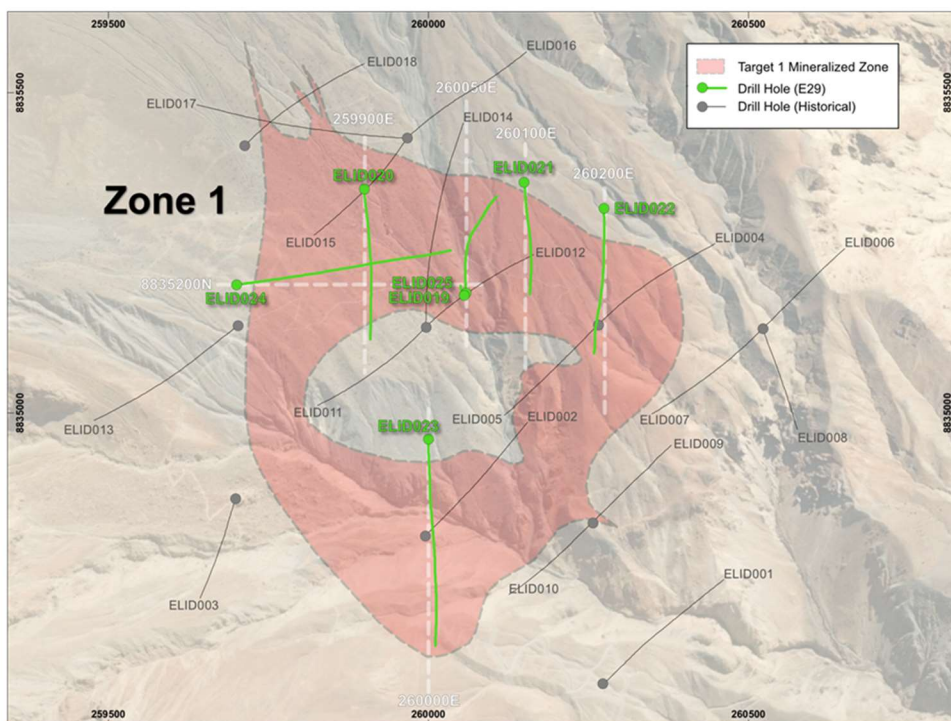 259500
260000
260500
ELID016
ELID018
Target 1 Mineralized Zone
Drill Hole (E29)
Drill Hole (Historical)
8835500
8835500
260050E
ELID017
ELID014
259900E
260100E
ELID020
ELID021
260200E
Zone 1
ELID022
ELID015
ELID004
ELID006
ELID012
8835200N
ELID024
ELID019
ELID011
ELID005
ELID002
ELID007
8835000
8835000
ELID013
ELID023
ELID008
ELID009
ELID001
ELID010
ELID003
260000E
259500
260000
260500